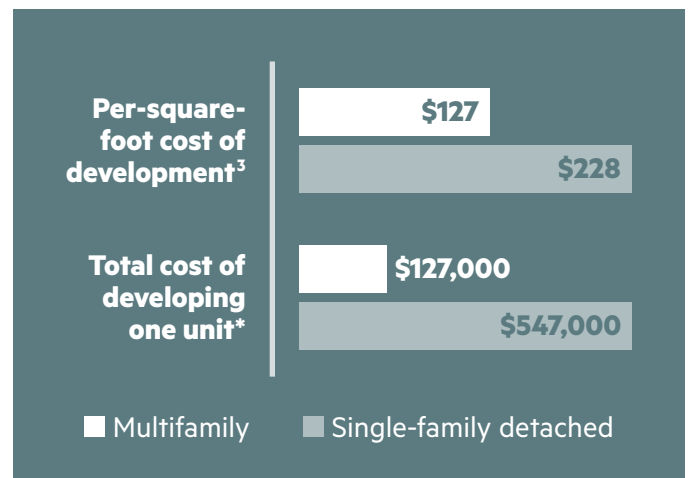 Per-square-
foot cost of
development³
$127
$228
Total cost of
developing
one unit*
$127,000
$547,000
Multifamily
Single-family detached